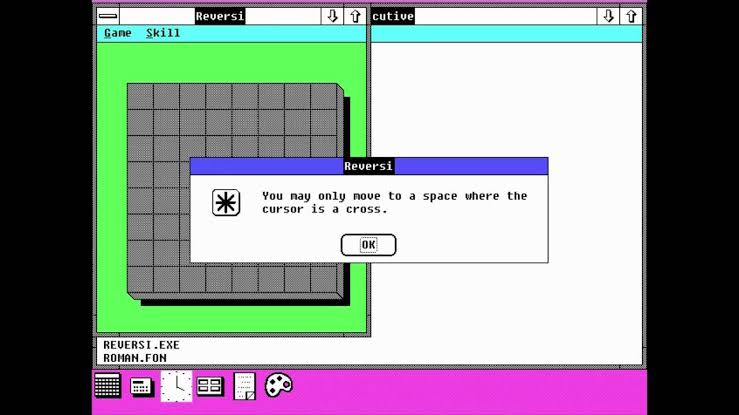 Reversi
cutive
Game Skill
Reversi
You may only move to a space where the
cursor is a cross.
OK
REVERSI.EXE
ROMAN.FON